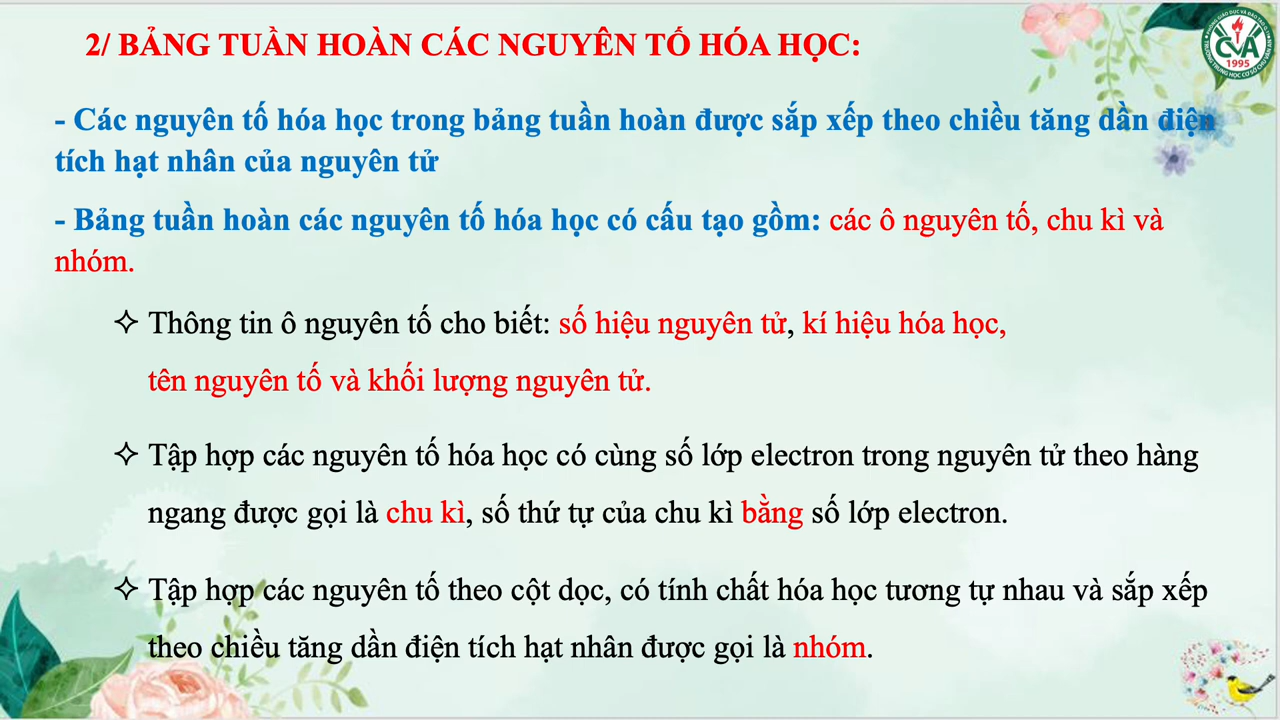 2/ BẢNG TUẦN HOÀN CÁC NGUYÊN TỐ HÓA HỌC:
CVA
1995
- Các nguyên tố hóa học trong bảng tuần hoàn được sắp xếp theo chiều tăng dần điện
tích hạt nhân của nguyên tử
- Bảng tuần hoàn các nguyên tố hóa học có cấu tạo gồm: các ô nguyên tố, chu kì và
nhóm.
✧ Thông tin ô nguyên tố cho biết: số hiệu nguyên tử, kí hiệu hóa học,
tên nguyên tố và khối lượng nguyên tử.
✧ Tập hợp các nguyên tố hóa học có cùng số lớp electron trong nguyên tử theo hàng
ngang được gọi là chu kì, số thứ tự của chu kì bằng số lớp electron.
✧ Tập hợp các nguyên tố theo cột dọc, có tính chất hóa học tương tự nhau và sắp xếp
theo chiều tăng dần điện tích hạt nhân được gọi là nhóm.